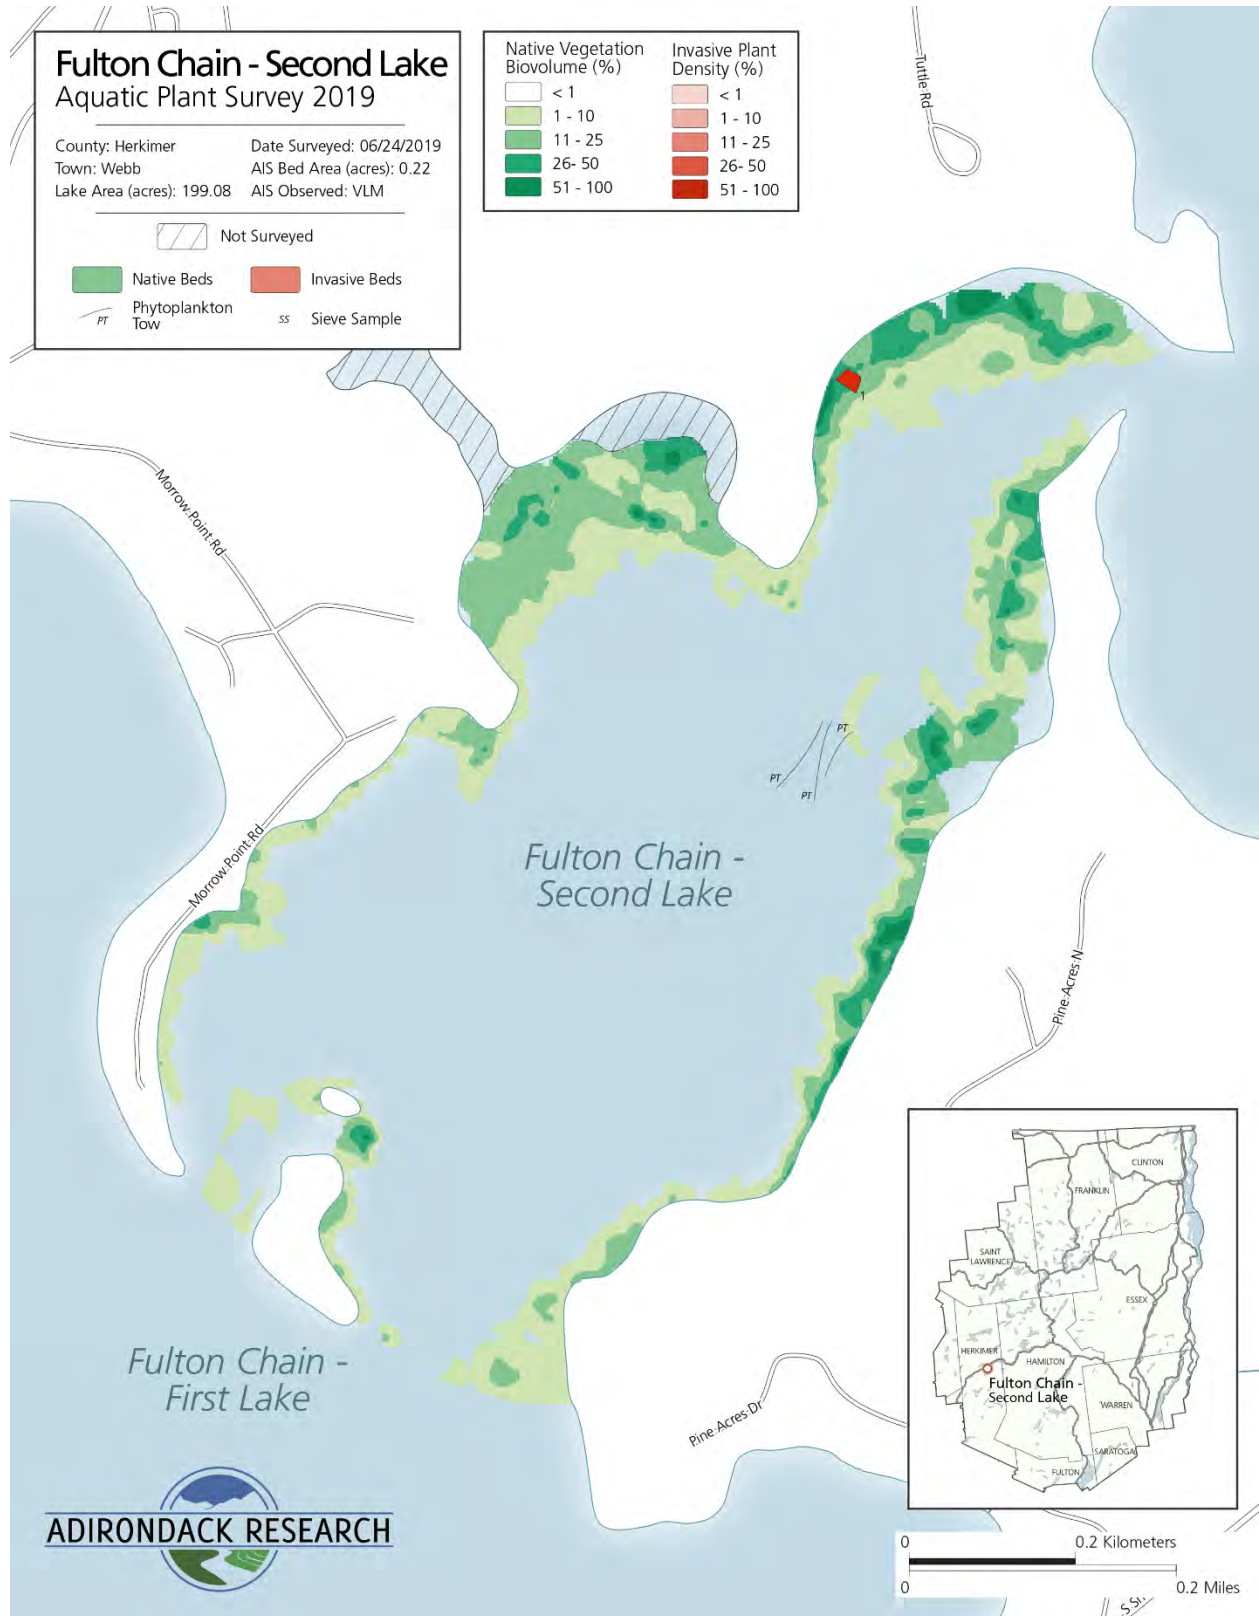 Fulton Chain - Second Lake
Aquatic Plant Survey 2019
County: Herkimer
Date Surveyed: 06/24/2019
Town: Webb
AIS Bed Area (acres): 0.22
Lake Area (acres): 199.08
AIS Observed: VLM
Not Surveyed
Native Beds
Invasive Beds
PT
Phytoplankton
Tow
SS
Sieve Sample
Native Vegetation
Biovolume (%)
< 1
1 - 10
11 - 25
26- 50
51 - 100
Invasive Plant
Density (%)
< 1
1 - 10
11 - 25
26- 50
51 - 100
Tuttle Rd
1
Morrow Point Rd
PT
PT
PT
Morrow Point Rd
Fulton Chain -
Second Lake
Pine Acres N
Fulton Chain -
First Lake
Pine Acres Dr
CLINTON
FRANKLIN
SAINT
LAWRENCE
ESSEX
HERKIMER
HAMILTON
Fulton Chain -
Second Lake
WARREN
SARATOGA
FULTON
ADIRONDACK RESEARCH
0
0.2 Kilometers
0
0.2 Miles